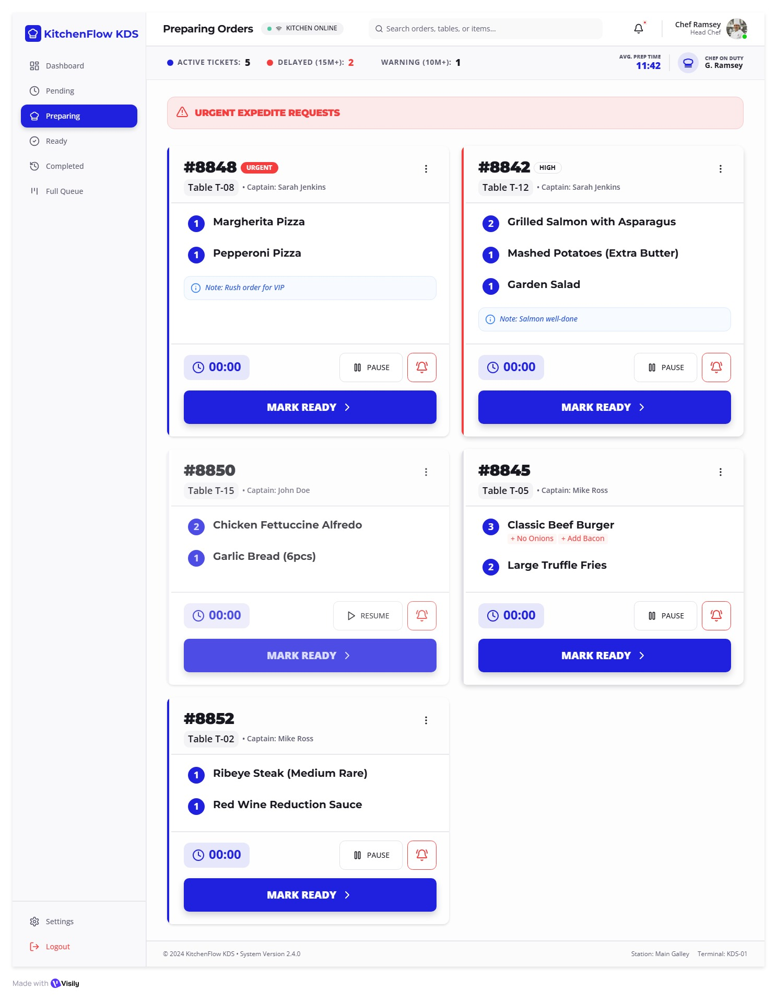 KitchenFlow KDS
Dashboard
Pending
Preparing
Ready
Completed
Full Queue
Settings
Logout
Preparing Orders
KITCHEN ONLINE
Search orders, tables, or items...
Chef Ramsey
Head Chef
ACTIVE TICKETS: 5
DELAYED (15M+): 2
WARNING (10M+): 1
AVG. PREP TIME
11:42
CHEF ON DUTY
G. Ramsey
URGENT EXPEDITE REQUESTS
#8848 URGENT
Table T-08 • Captain: Sarah Jenkins
1 Margherita Pizza
1 Pepperoni Pizza
Note: Rush order for VIP
00:00 PAUSE
MARK READY
#8842 HIGH
Table T-12 • Captain: Sarah Jenkins
2 Grilled Salmon with Asparagus
1 Mashed Potatoes (Extra Butter)
1 Garden Salad
Note: Salmon well-done
00:00 PAUSE
MARK READY
#8850
Table T-15 • Captain: John Doe
2 Chicken Fettuccine Alfredo
1 Garlic Bread (6pcs)
00:00 RESUME
MARK READY
#8845
Table T-05 • Captain: Mike Ross
3 Classic Beef Burger
+ No Onions + Add Bacon
2 Large Truffle Fries
00:00 PAUSE
MARK READY
#8852
Table T-02 • Captain: Mike Ross
1 Ribeye Steak (Medium Rare)
1 Red Wine Reduction Sauce
00:00 PAUSE
MARK READY
© 2024 KitchenFlow KDS • System Version 2.4.0
Station: Main Galley Terminal: KDS-01
Made with Visily